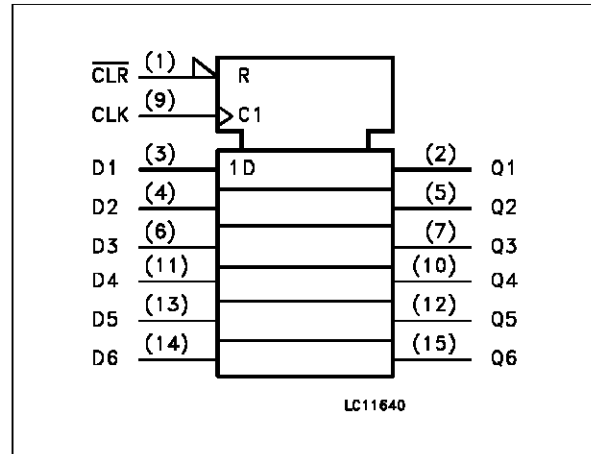 C̅L̅R̅ (1) R
CLK (9) C1
D1 (3) 1D (2) Q1
D2 (4) (5) Q2
D3 (6) (7) Q3
D4 (11) (10) Q4
D5 (13) (12) Q5
D6 (14) (15) Q6
LC11640